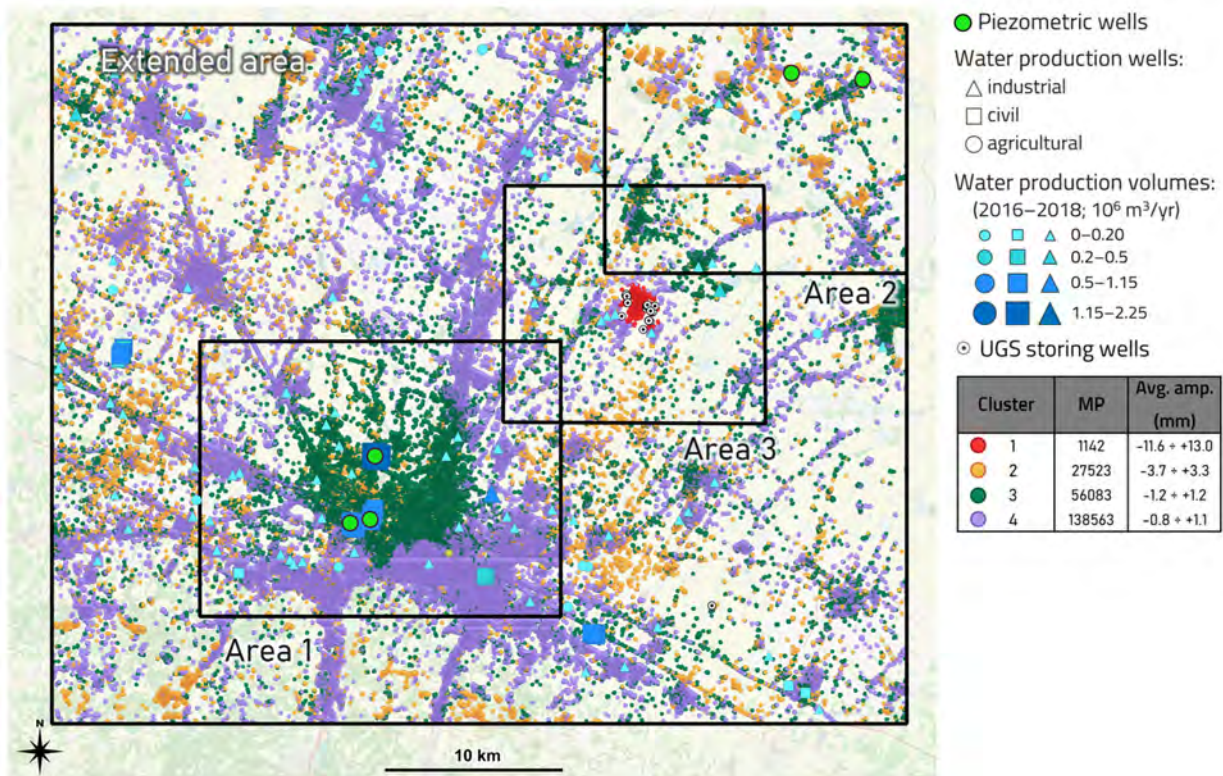 Extended area
Area 2
Area 3
Area 1
N
10 km
Piezometric wells
Water production wells:
industrial
civil
agricultural
Water production volumes:
(2016–2018; 10⁶ m³/yr)
0–0.20
0.2–0.5
0.5–1.15
1.15–2.25
UGS storing wells
Cluster MP Avg. amp. (mm)
1 1142 -11.6 ÷ +13.0
2 27523 -3.7 ÷ +3.3
3 56083 -1.2 ÷ +1.2
4 138563 -0.8 ÷ +1.1